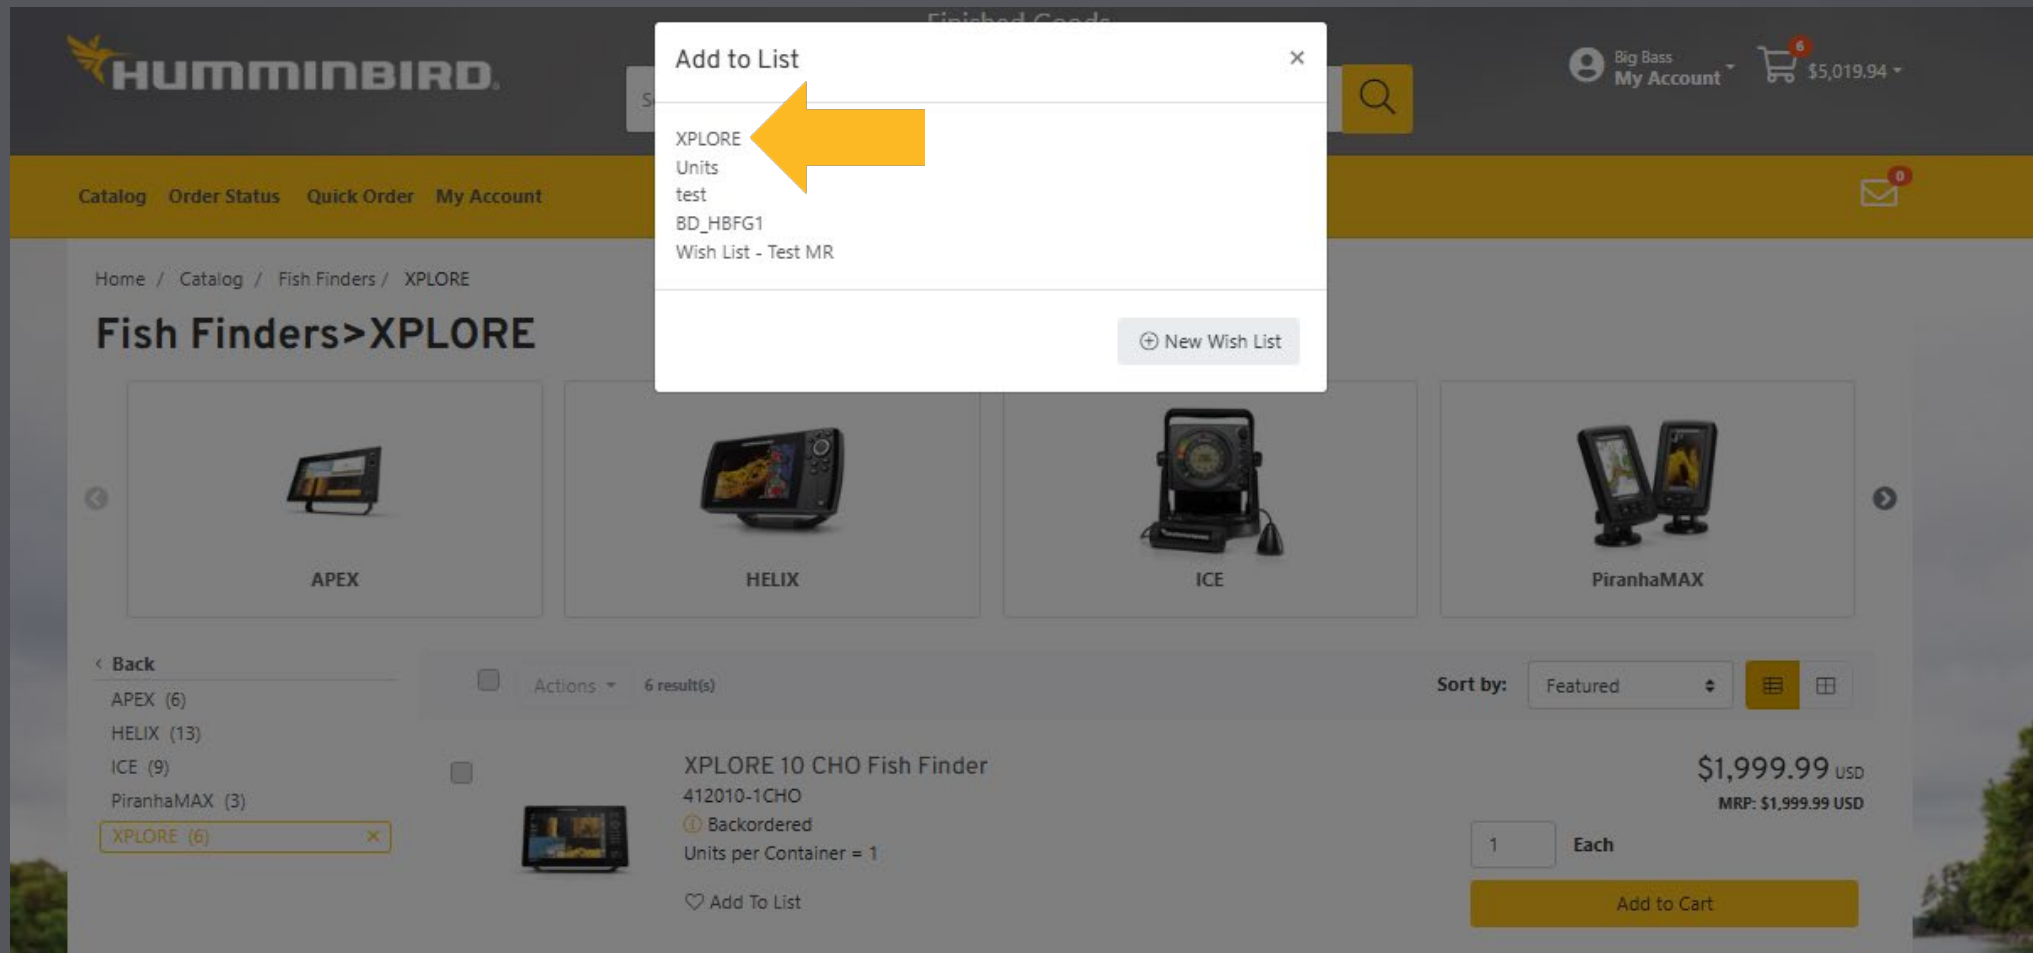 Finished Goods
HUMMINBIRD.
Add to List
×
Big Bass
My Account
6
$5,019.94
XPLORE
Units
test
BD_HBFG1
Wish List - Test MR
New Wish List
Catalog Order Status Quick Order My Account
0
Home / Catalog / Fish Finders / XPLORE
Fish Finders>XPLORE
APEX
HELIX
ICE
PiranhaMAX
< Back
APEX (6)
HELIX (13)
ICE (9)
PiranhaMAX (3)
XPLORE (6) ×
Actions
6 result(s)
Sort by: Featured
XPLORE 10 CHO Fish Finder
412010-1CHO
Backordered
Units per Container = 1
Add To List
$1,999.99 USD
MRP: $1,999.99 USD
1 Each
Add to Cart